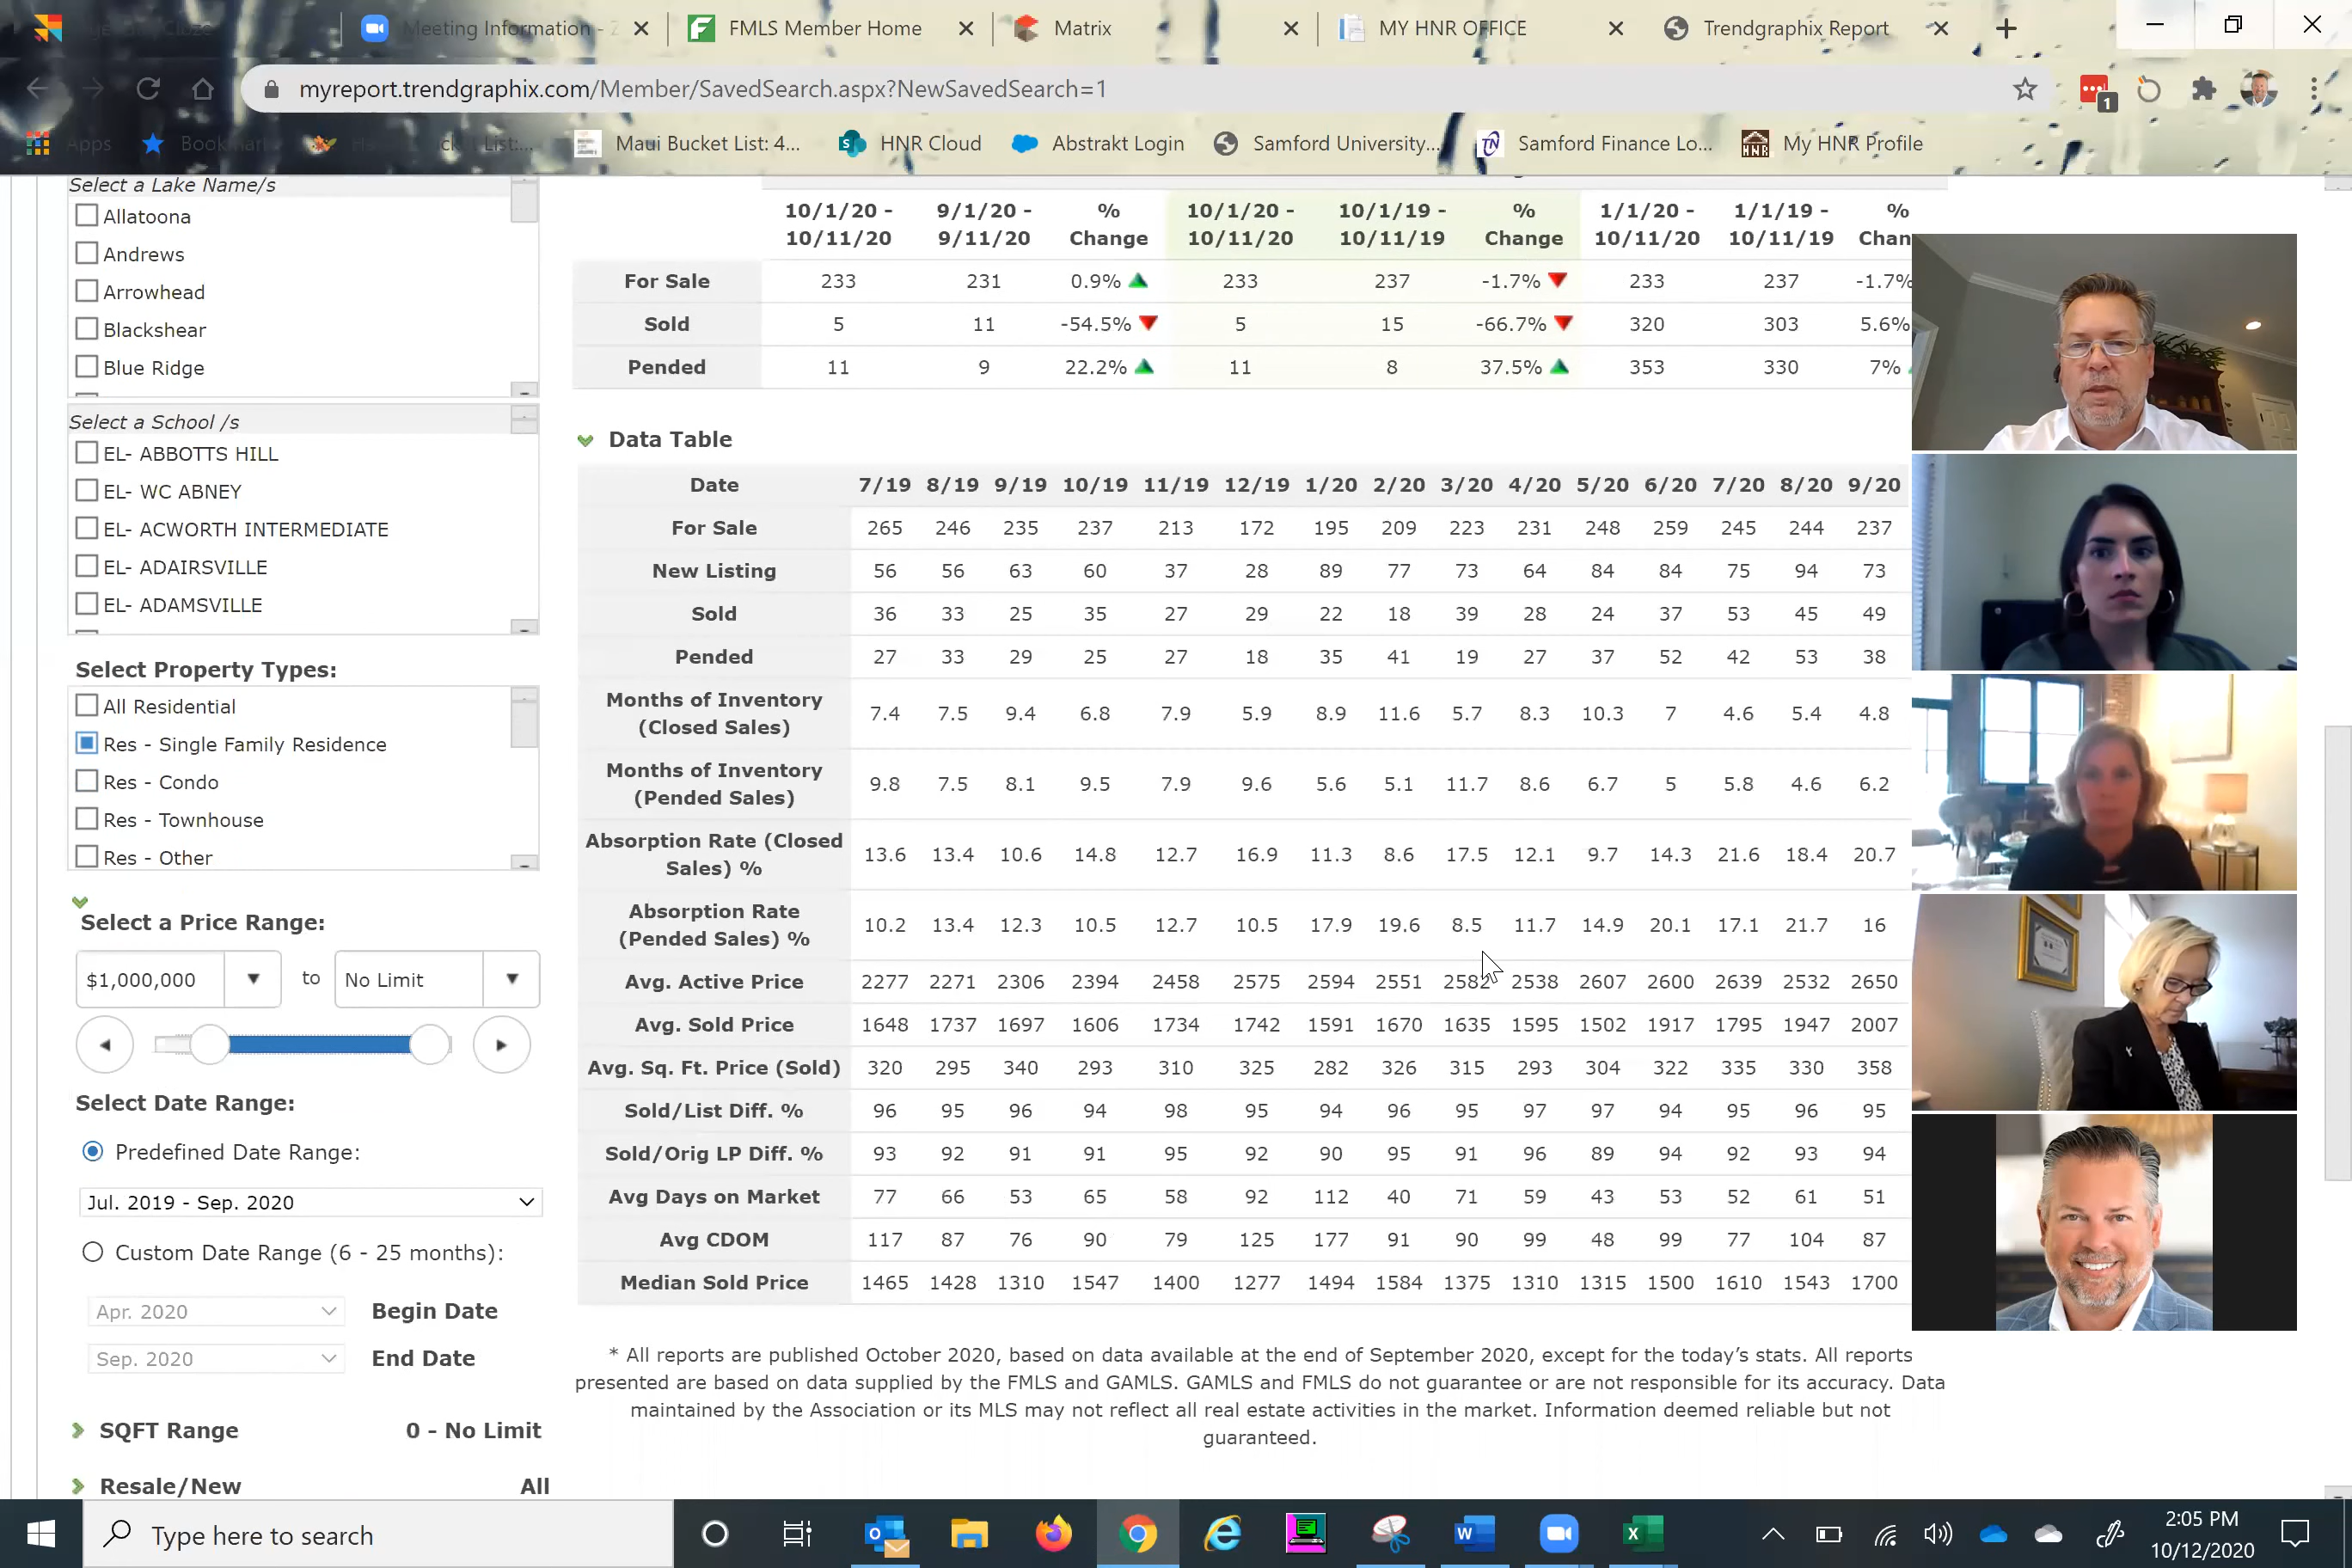 Meeting Information - Z
FMLS Member Home
Matrix
MY HNR OFFICE
Trendgraphix Report
myreport.trendgraphix.com/Member/SavedSearch.aspx?NewSavedSearch=1
1
Apps
Maui Bucket List: 4...
HNR Cloud
Abstrakt Login
Samford University...
Samford Finance Lo...
My HNR Profile
Select a Lake Name/s
Allatoona
Andrews
Arrowhead
Blackshear
Blue Ridge
Select a School /s
EL- ABBOTTS HILL
EL- WC ABNEY
EL- ACWORTH INTERMEDIATE
EL- ADAIRSVILLE
EL- ADAMSVILLE
Select Property Types:
All Residential
Res - Single Family Residence
Res - Condo
Res - Townhouse
Res - Other
Select a Price Range:
$1,000,000 to No Limit
Select Date Range:
Predefined Date Range:
Jul. 2019 - Sep. 2020
Custom Date Range (6 - 25 months):
Apr. 2020 Begin Date
Sep. 2020 End Date
SQFT Range 0 - No Limit
Resale/New All
10/1/20 - 9/1/20 - % 10/1/20 - 10/1/19 - % 1/1/20 - 1/1/19 - %
10/11/20 9/11/20 Change 10/11/20 10/11/19 Change 10/11/20 10/11/19 Chan
For Sale 233 231 0.9% 233 237 -1.7% 233 237 -1.7%
Sold 5 11 -54.5% 5 15 -66.7% 320 303 5.6%
Pended 11 9 22.2% 11 8 37.5% 353 330 7%
Data Table
Date 7/19 8/19 9/19 10/19 11/19 12/19 1/20 2/20 3/20 4/20 5/20 6/20 7/20 8/20 9/20
For Sale 265 246 235 237 213 172 195 209 223 231 248 259 245 244 237
New Listing 56 56 63 60 37 28 89 77 73 64 84 84 75 94 73
Sold 36 33 25 35 27 29 22 18 39 28 24 37 53 45 49
Pended 27 33 29 25 27 18 35 41 19 27 37 52 42 53 38
Months of Inventory
(Closed Sales) 7.4 7.5 9.4 6.8 7.9 5.9 8.9 11.6 5.7 8.3 10.3 7 4.6 5.4 4.8
Months of Inventory
(Pended Sales) 9.8 7.5 8.1 9.5 7.9 9.6 5.6 5.1 11.7 8.6 6.7 5 5.8 4.6 6.2
Absorption Rate (Closed
Sales) % 13.6 13.4 10.6 14.8 12.7 16.9 11.3 8.6 17.5 12.1 9.7 14.3 21.6 18.4 20.7
Absorption Rate
(Pended Sales) % 10.2 13.4 12.3 10.5 12.7 10.5 17.9 19.6 8.5 11.7 14.9 20.1 17.1 21.7 16
Avg. Active Price 2277 2271 2306 2394 2458 2575 2594 2551 2582 2538 2607 2600 2639 2532 2650
Avg. Sold Price 1648 1737 1697 1606 1734 1742 1591 1670 1635 1595 1502 1917 1795 1947 2007
Avg. Sq. Ft. Price (Sold) 320 295 340 293 310 325 282 326 315 293 304 322 335 330 358
Sold/List Diff. % 96 95 96 94 98 95 94 96 95 97 97 94 95 96 95
Sold/Orig LP Diff. % 93 92 91 91 95 92 90 95 91 96 89 94 92 93 94
Avg Days on Market 77 66 53 65 58 92 112 40 71 59 43 53 52 61 51
Avg CDOM 117 87 76 90 79 125 177 91 90 99 48 99 77 104 87
Median Sold Price 1465 1428 1310 1547 1400 1277 1494 1584 1375 1310 1315 1500 1610 1543 1700
* All reports are published October 2020, based on data available at the end of September 2020, except for the today's stats. All reports
presented are based on data supplied by the FMLS and GAMLS. GAMLS and FMLS do not guarantee or are not responsible for its accuracy. Data
maintained by the Association or its MLS may not reflect all real estate activities in the market. Information deemed reliable but not
guaranteed.
Type here to search
2:05 PM
10/12/2020